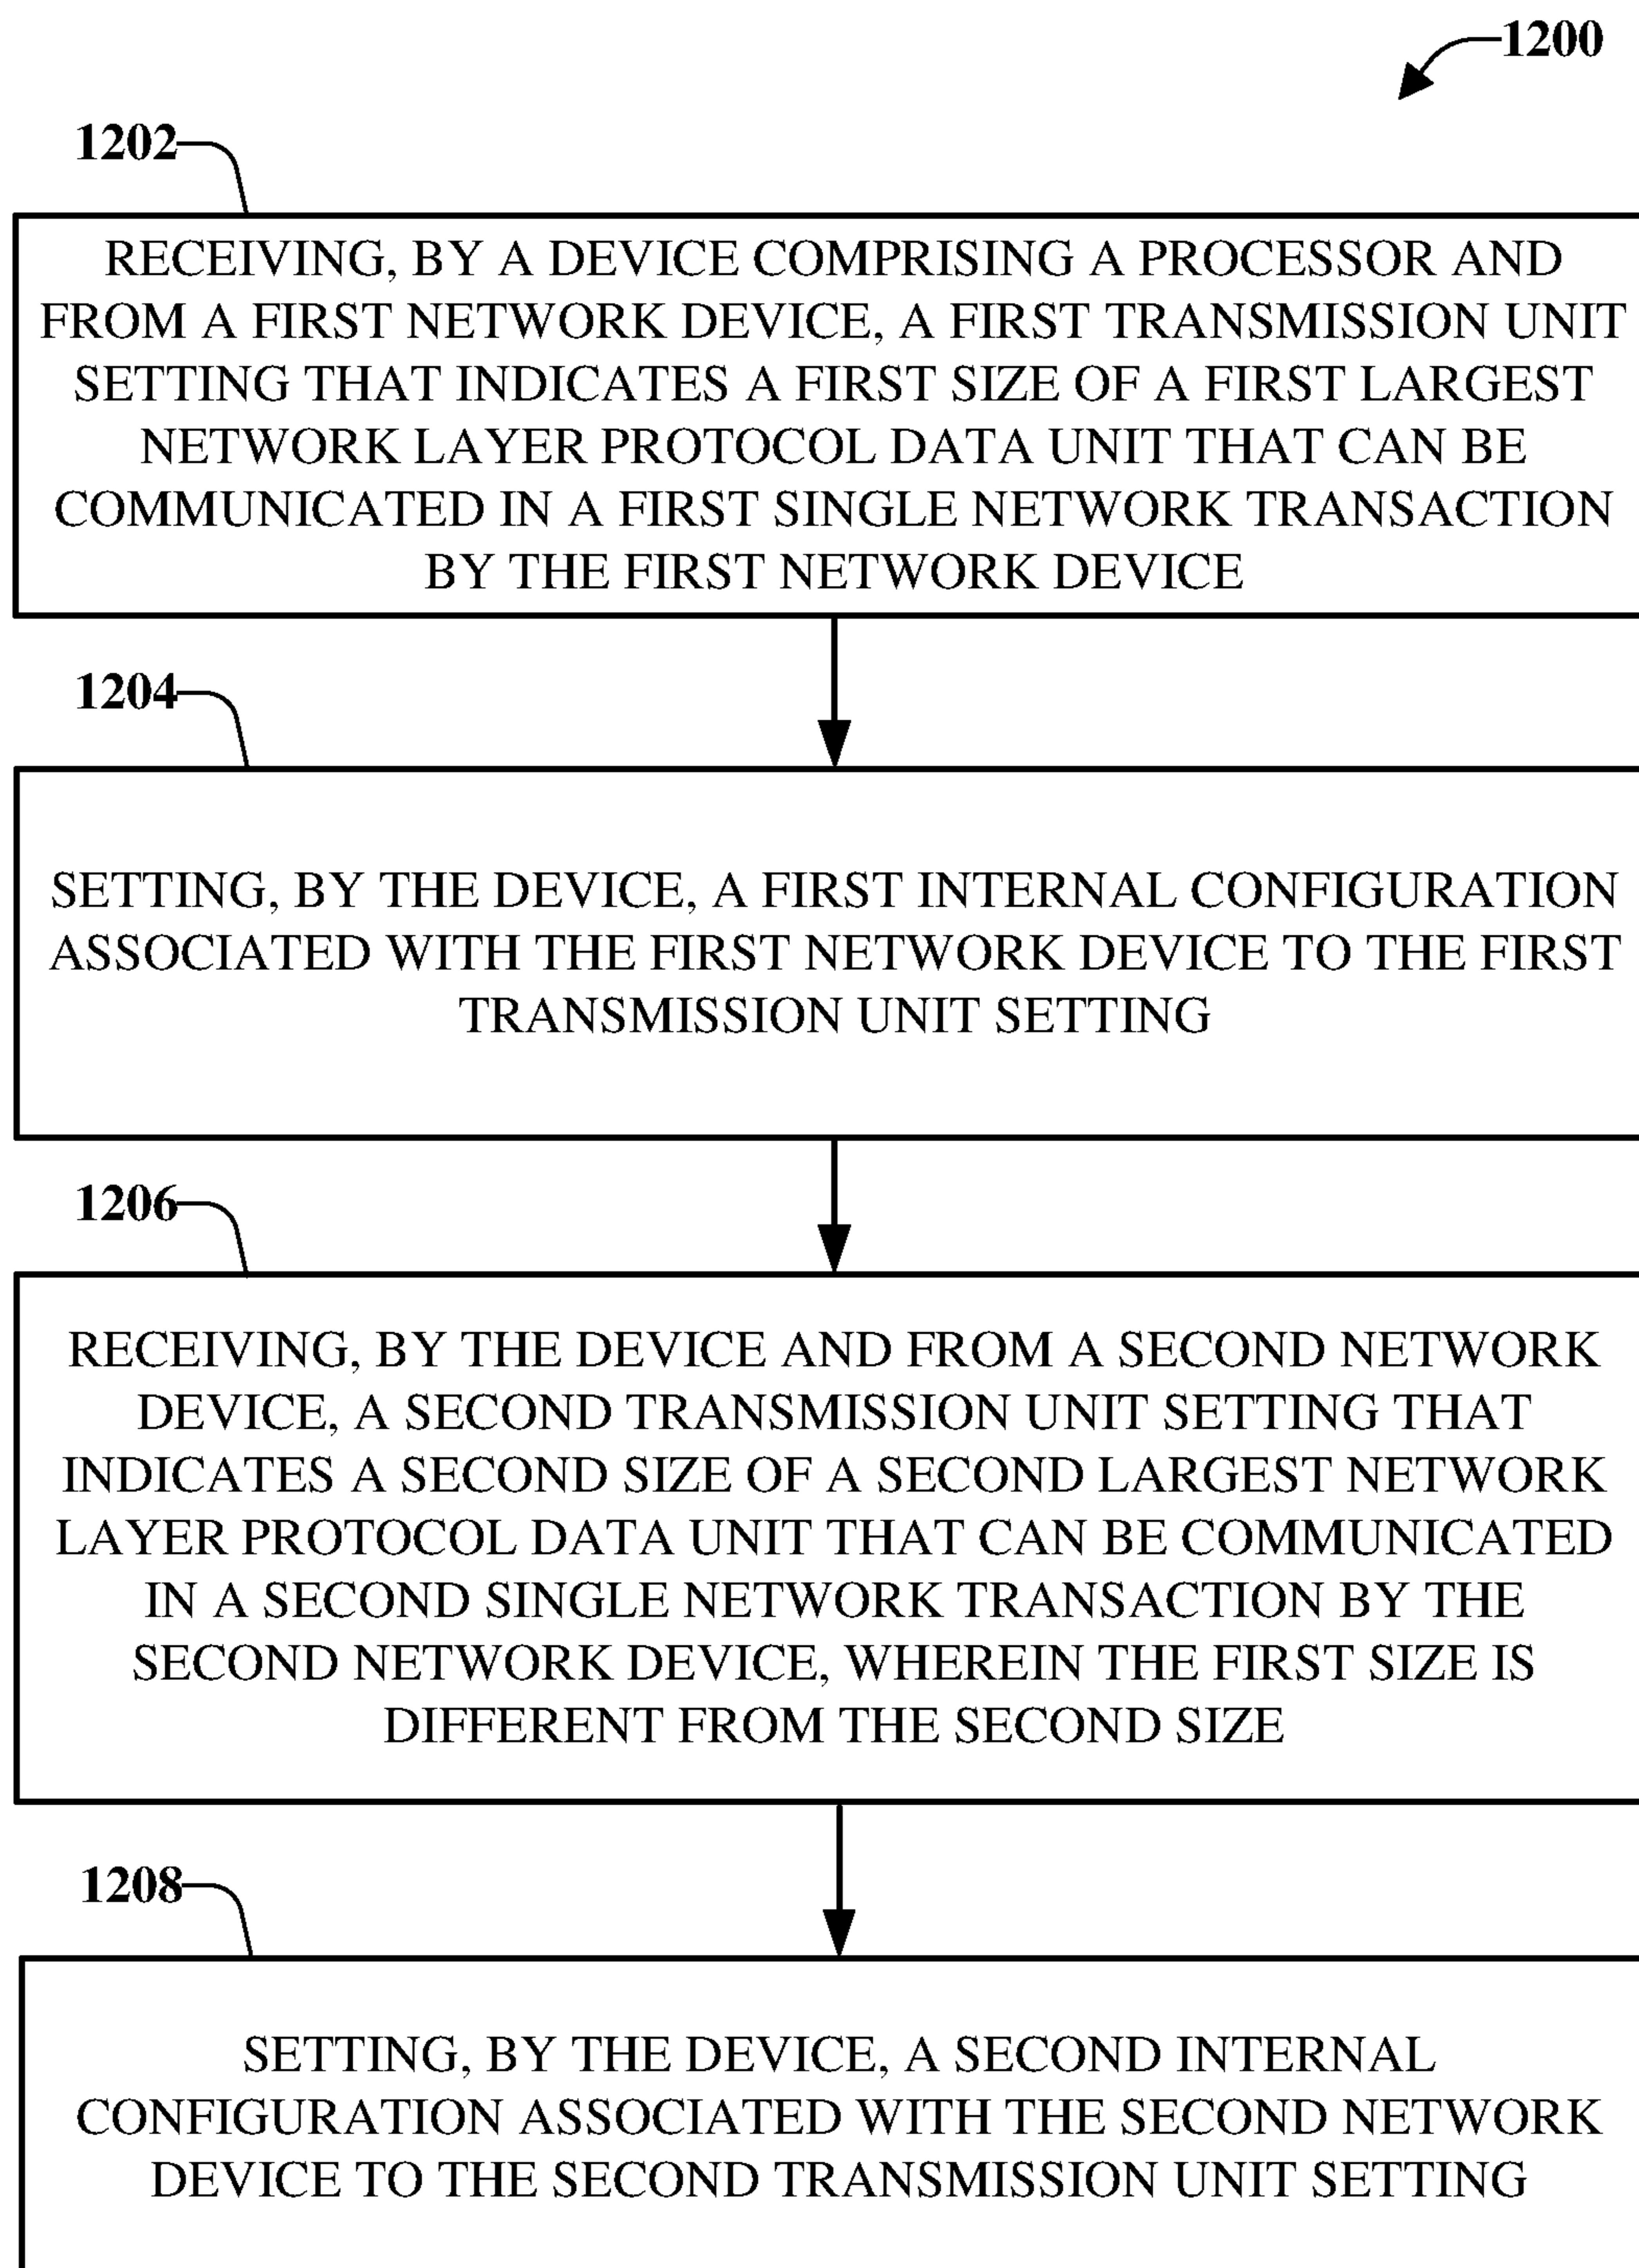 1200
1202
RECEIVING, BY A DEVICE COMPRISING A PROCESSOR AND
FROM A FIRST NETWORK DEVICE, A FIRST TRANSMISSION UNIT
SETTING THAT INDICATES A FIRST SIZE OF A FIRST LARGEST
NETWORK LAYER PROTOCOL DATA UNIT THAT CAN BE
COMMUNICATED IN A FIRST SINGLE NETWORK TRANSACTION
BY THE FIRST NETWORK DEVICE
1204
SETTING, BY THE DEVICE, A FIRST INTERNAL CONFIGURATION
ASSOCIATED WITH THE FIRST NETWORK DEVICE TO THE FIRST
TRANSMISSION UNIT SETTING
1206
RECEIVING, BY THE DEVICE AND FROM A SECOND NETWORK
DEVICE, A SECOND TRANSMISSION UNIT SETTING THAT
INDICATES A SECOND SIZE OF A SECOND LARGEST NETWORK
LAYER PROTOCOL DATA UNIT THAT CAN BE COMMUNICATED
IN A SECOND SINGLE NETWORK TRANSACTION BY THE
SECOND NETWORK DEVICE, WHEREIN THE FIRST SIZE IS
DIFFERENT FROM THE SECOND SIZE
1208
SETTING, BY THE DEVICE, A SECOND INTERNAL
CONFIGURATION ASSOCIATED WITH THE SECOND NETWORK
DEVICE TO THE SECOND TRANSMISSION UNIT SETTING